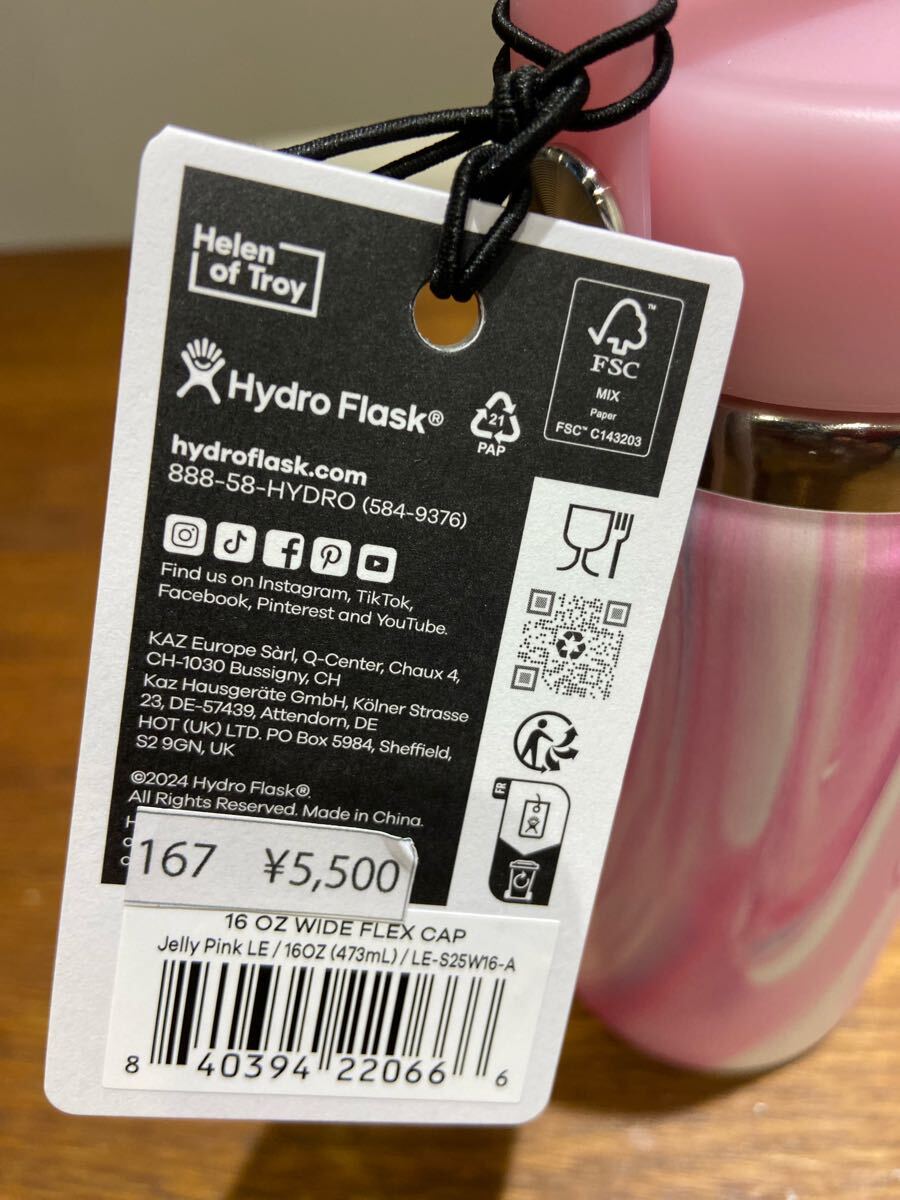 Helen
of Troy
Hydro Flask®
21
PAP
FSC
MIX
Paper
FSC™ C143203
hydroflask.com
888-58-HYDRO (584-9376)
Find us on Instagram, TikTok,
Facebook, Pinterest and YouTube.
KAZ Europe Sàrl, Q-Center, Chaux 4,
CH-1030 Bussigny, CH
Kaz Hausgeräte GmbH, Kölner Strasse
23, DE-57439, Attendorn, DE
HOT (UK) LTD. PO Box 5984, Sheffield,
S2 9GN, UK
©2024 Hydro Flask®.
All Rights Reserved. Made in China.
FR
167 ¥5,500
16 OZ WIDE FLEX CAP
Jelly Pink LE / 16OZ (473mL) / LE-S25W16-A
8 40394 22066 6